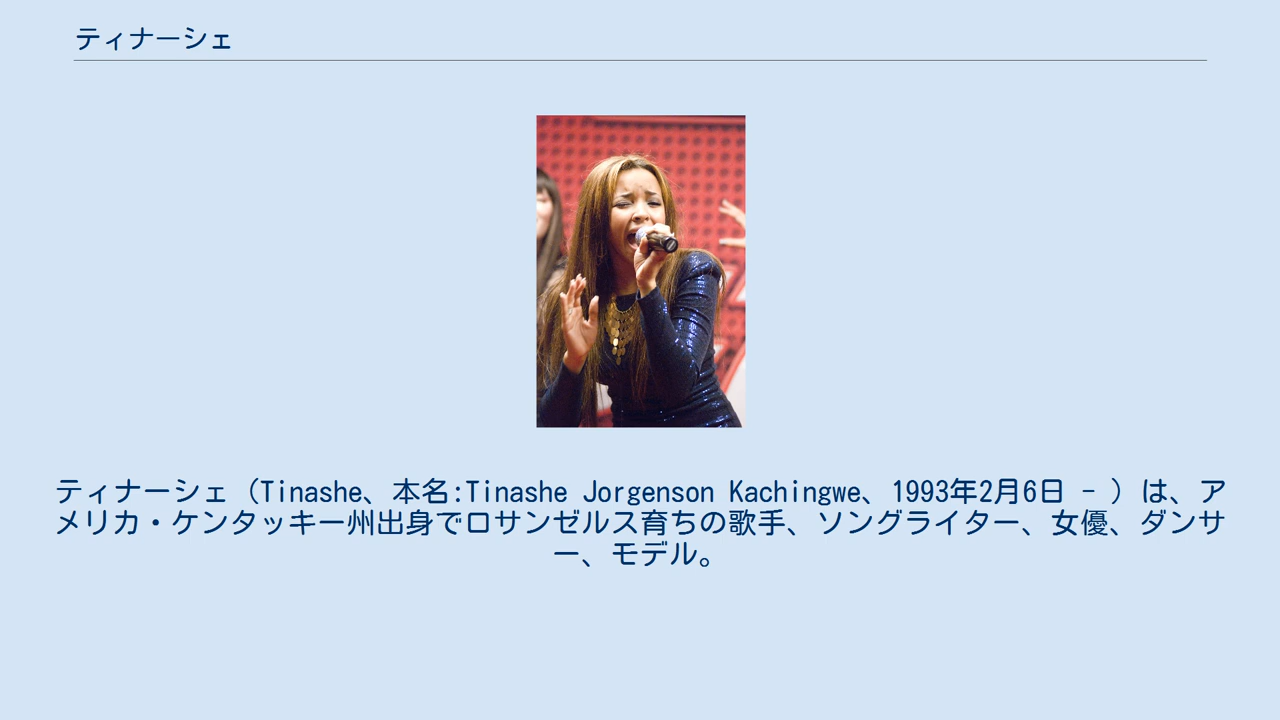 ティナーシェ
ティナーシェ（Tinashe、本名:Tinashe Jorgenson Kachingwe、1993年2月6日 - ）は、ア
メリカ・ケンタッキー州出身でロサンゼルス育ちの歌手、ソングライター、女優、ダンサ
ー、モデル。